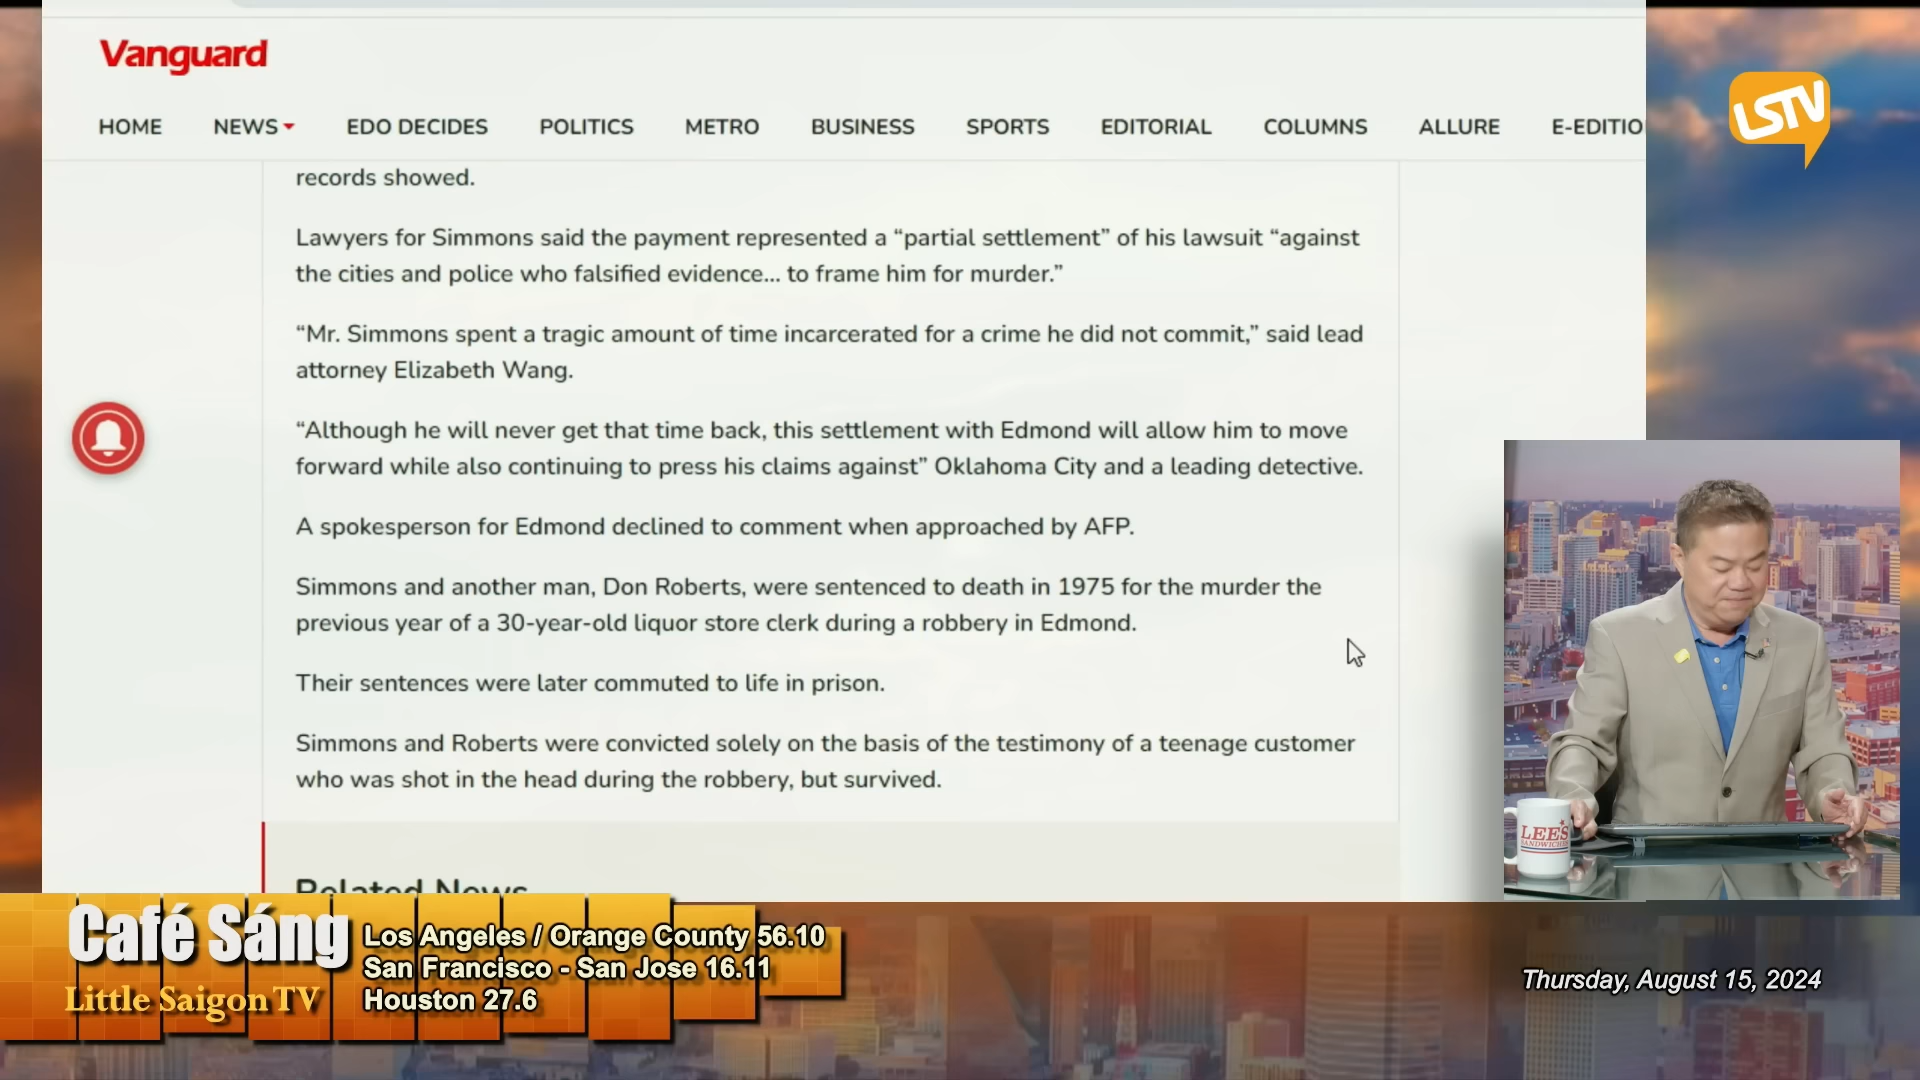 Vanguard
HOME NEWS EDO DECIDES POLITICS METRO BUSINESS SPORTS EDITORIAL COLUMNS ALLURE E-EDITIO
LSTV
records showed.
Lawyers for Simmons said the payment represented a “partial settlement” of his lawsuit “against
the cities and police who falsified evidence... to frame him for murder.”
“Mr. Simmons spent a tragic amount of time incarcerated for a crime he did not commit,” said lead
attorney Elizabeth Wang.
“Although he will never get that time back, this settlement with Edmond will allow him to move
forward while also continuing to press his claims against” Oklahoma City and a leading detective.
A spokesperson for Edmond declined to comment when approached by AFP.
Simmons and another man, Don Roberts, were sentenced to death in 1975 for the murder the
previous year of a 30-year-old liquor store clerk during a robbery in Edmond.
Their sentences were later commuted to life in prison.
Simmons and Roberts were convicted solely on the basis of the testimony of a teenage customer
who was shot in the head during the robbery, but survived.
Related News
LEE'S
SANDWICHES
Café Sáng
Little Saigon TV
Los Angeles / Orange County 56.10
San Francisco - San Jose 16.11
Houston 27.6
Thursday, August 15, 2024